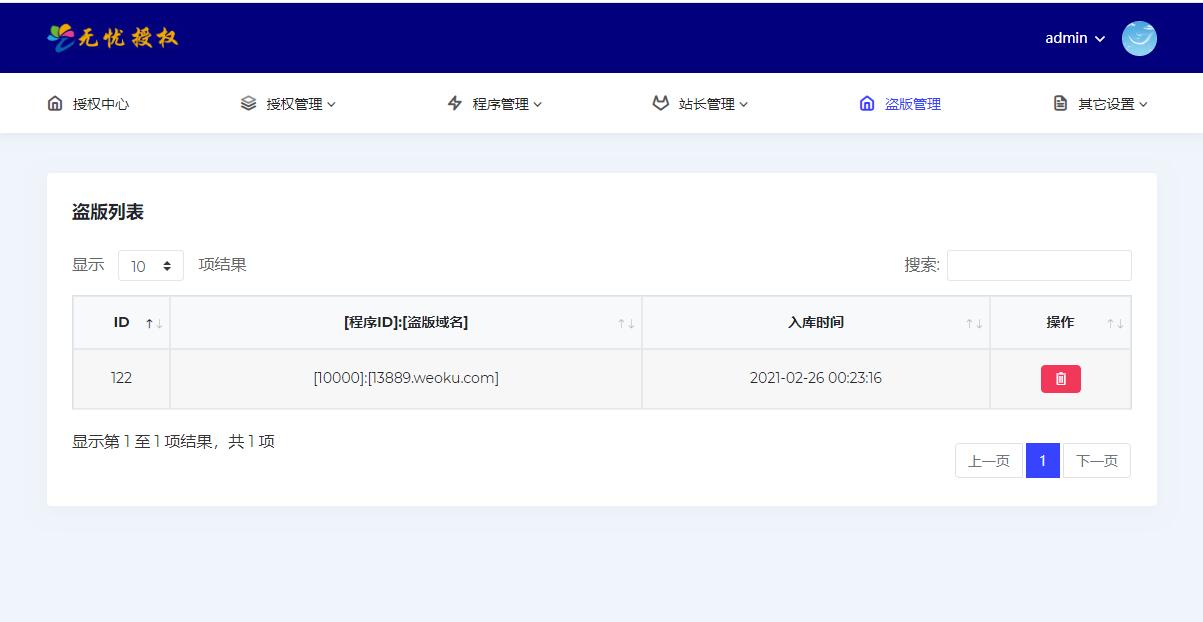 无忧授权
admin
授权中心 授权管理 程序管理 站长管理 盗版管理 其它设置
盗版列表
显示 10 项结果 搜索:
ID [程序ID]:[盗版域名] 入库时间 操作
122 [10000]:[13889.weoku.com] 2021-02-26 00:23:16
显示第 1 至 1 项结果，共 1 项
上一页 1 下一页